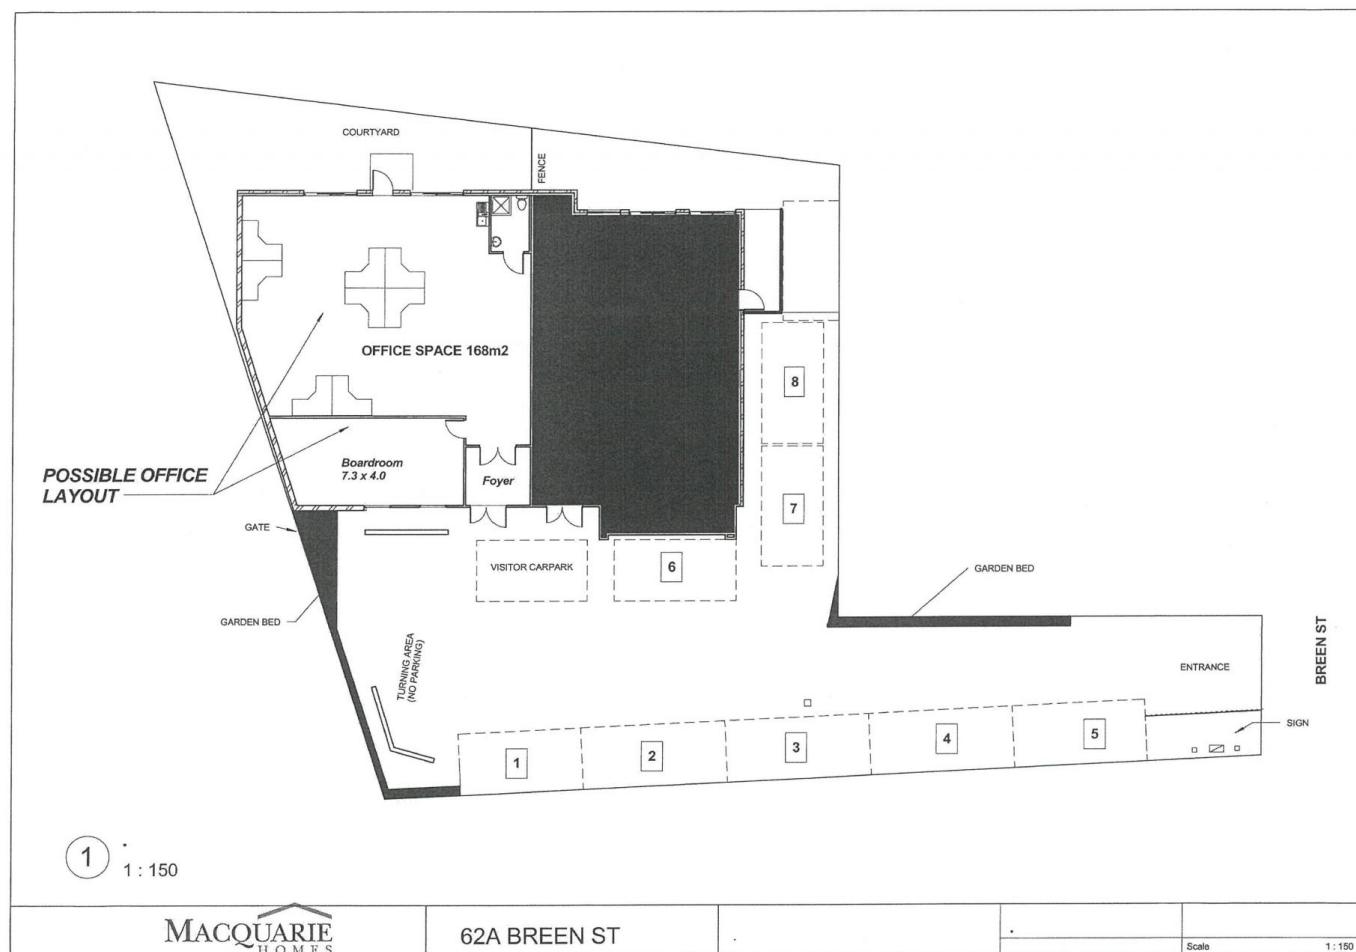 COURTYARD
FENCE
OFFICE SPACE 168m2
8
Boardroom
7.3 x 4.0
Foyer
POSSIBLE OFFICE
LAYOUT
7
GATE
VISITOR CARPARK
6
GARDEN BED
GARDEN BED
TURNING AREA
(NO PARKING)
ENTRANCE
BREEN ST
SIGN
1
2
3
4
5
1
1 : 150
MACQUARIE
HOMES
62A BREEN ST
Scale
1 : 150